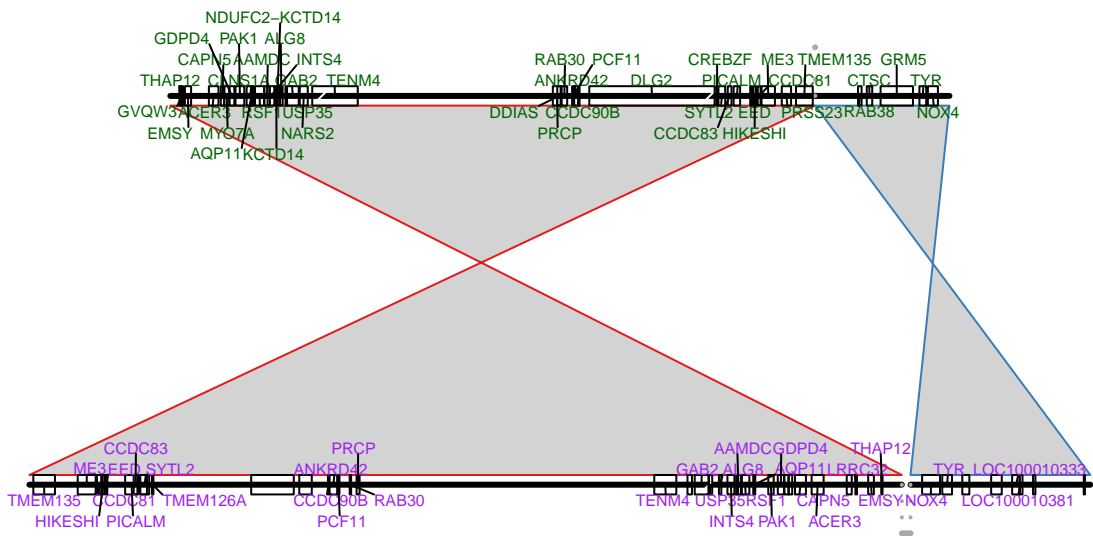 NDUFC2−KCTD14
GDPD4 PAK1 ALG8
CAPN5 AAMDC INTS4 RAB30 PCF11 CREBZF ME3 TMEM135 GRM5
THAP12 CLNS1A GAB2 TENM4 ANKRD42 DLG2 PICALM CCDC81 CTSC TYR
GVQW3 ACER3 RSF1 USP35 DDIAS CCDC90B SYTL2 EED PRSS23 RAB38 NOX4
EMSY MYO7A NARS2 PRCP CCDC83 HIKESHI
AQP11 KCTD14
CCDC83 PRCP AAMDC GDPD4 THAP12
ME3 EED SYTL2 ANKRD42 GAB2 ALG8 AQP11 LRRC32 TYR LOC100010333
TMEM135 CCDC81 TMEM126A CCDC90B RAB30 TENM4 USP35 RSF1 CAPN5 EMSY NOX4 LOC100010381
HIKESHI PICALM PCF11 INTS4 PAK1 ACER3